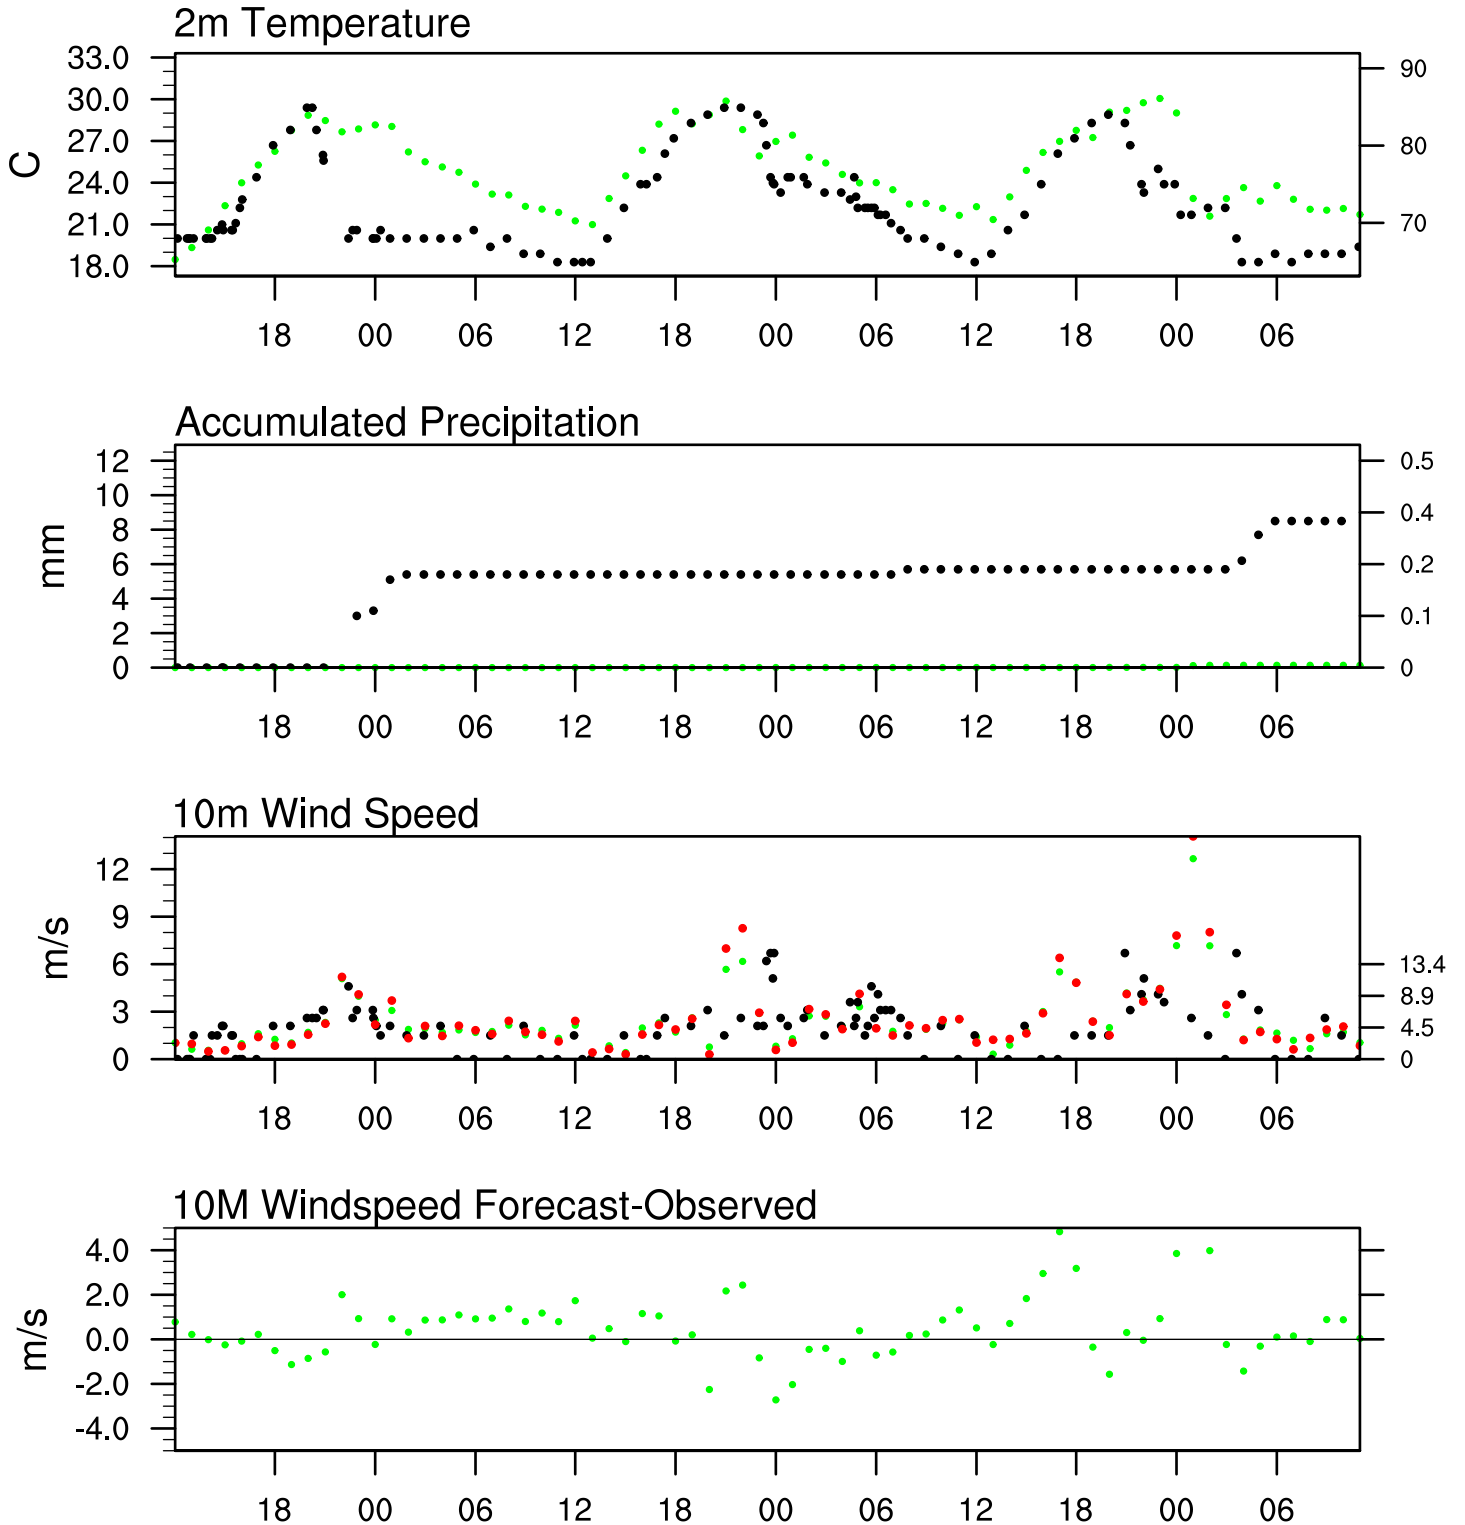 2m Temperature
33.0
30.0
27.0
24.0
21.0
18.0
C
90
80
70
18 00 06 12 18 00 06 12 18 00 06
Accumulated Precipitation
12
10
8
6
4
2
0
mm
0.5
0.4
0.2
0.1
0
18 00 06 12 18 00 06 12 18 00 06
10m Wind Speed
12
9
6
3
0
m/s
13.4
8.9
4.5
0
18 00 06 12 18 00 06 12 18 00 06
10M Windspeed Forecast-Observed
4.0
2.0
0.0
-2.0
-4.0
m/s
18 00 06 12 18 00 06 12 18 00 06